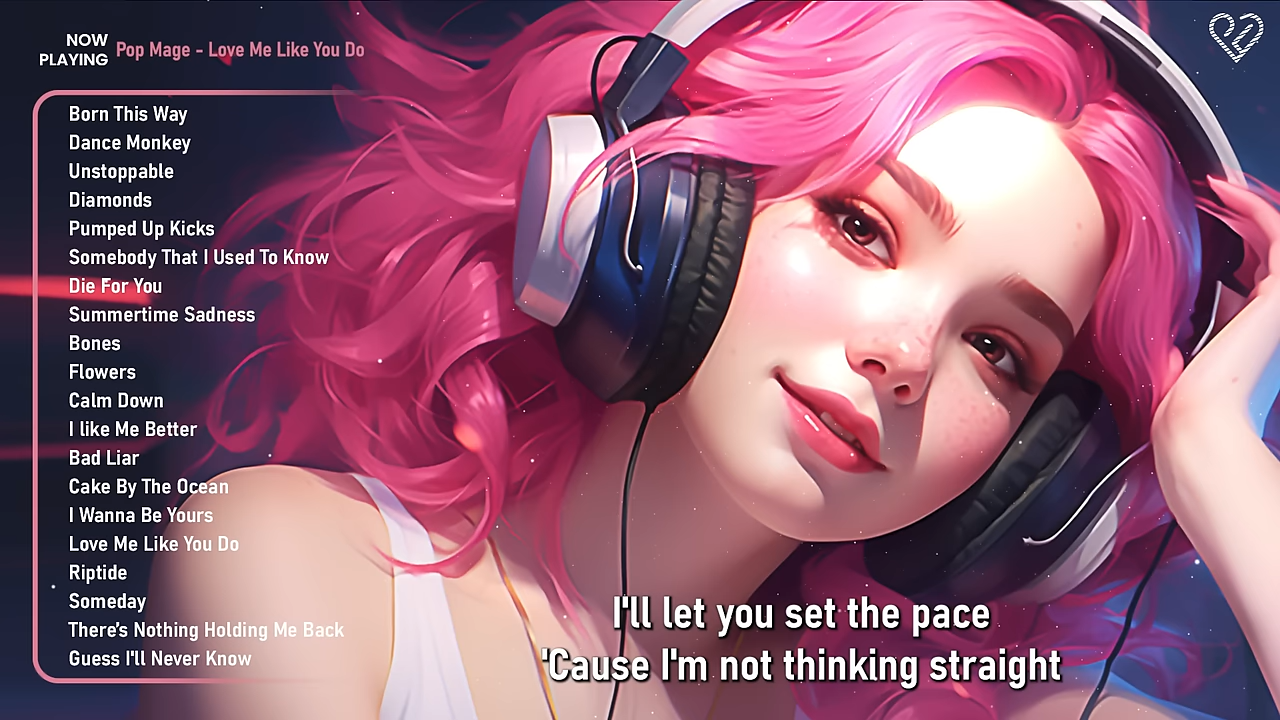 NOW
PLAYING
Pop Mage - Love Me Like You Do
Born This Way
Dance Monkey
Unstoppable
Diamonds
Pumped Up Kicks
Somebody That I Used To Know
Die For You
Summertime Sadness
Bones
Flowers
Calm Down
I like Me Better
Bad Liar
Cake By The Ocean
I Wanna Be Yours
Love Me Like You Do
Riptide
Someday
There's Nothing Holding Me Back
Guess I'll Never Know
I'll let you set the pace
'Cause I'm not thinking straight